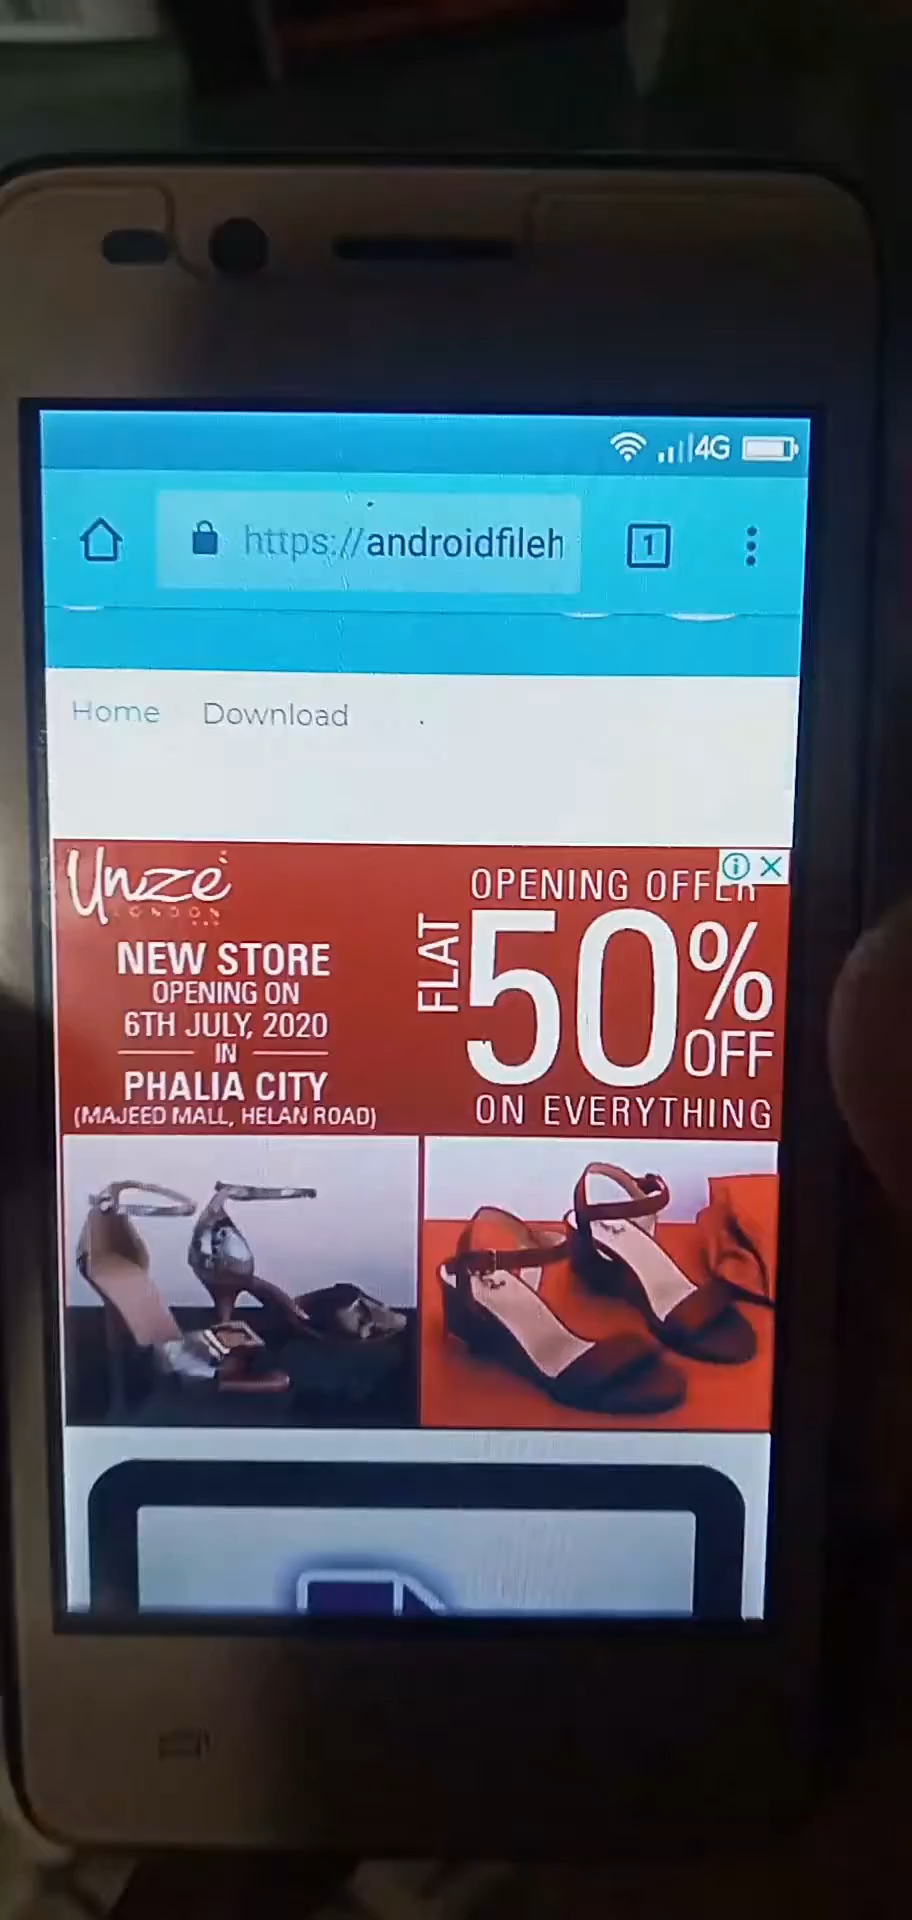 4G
https://androidfileh
1
Home Download
Unze
LONDON
NEW STORE
OPENING ON
6TH JULY, 2020
IN
PHALIA CITY
(MAJEED MALL, HELAN ROAD)
OPENING OFFER
FLAT
50%
OFF
ON EVERYTHING